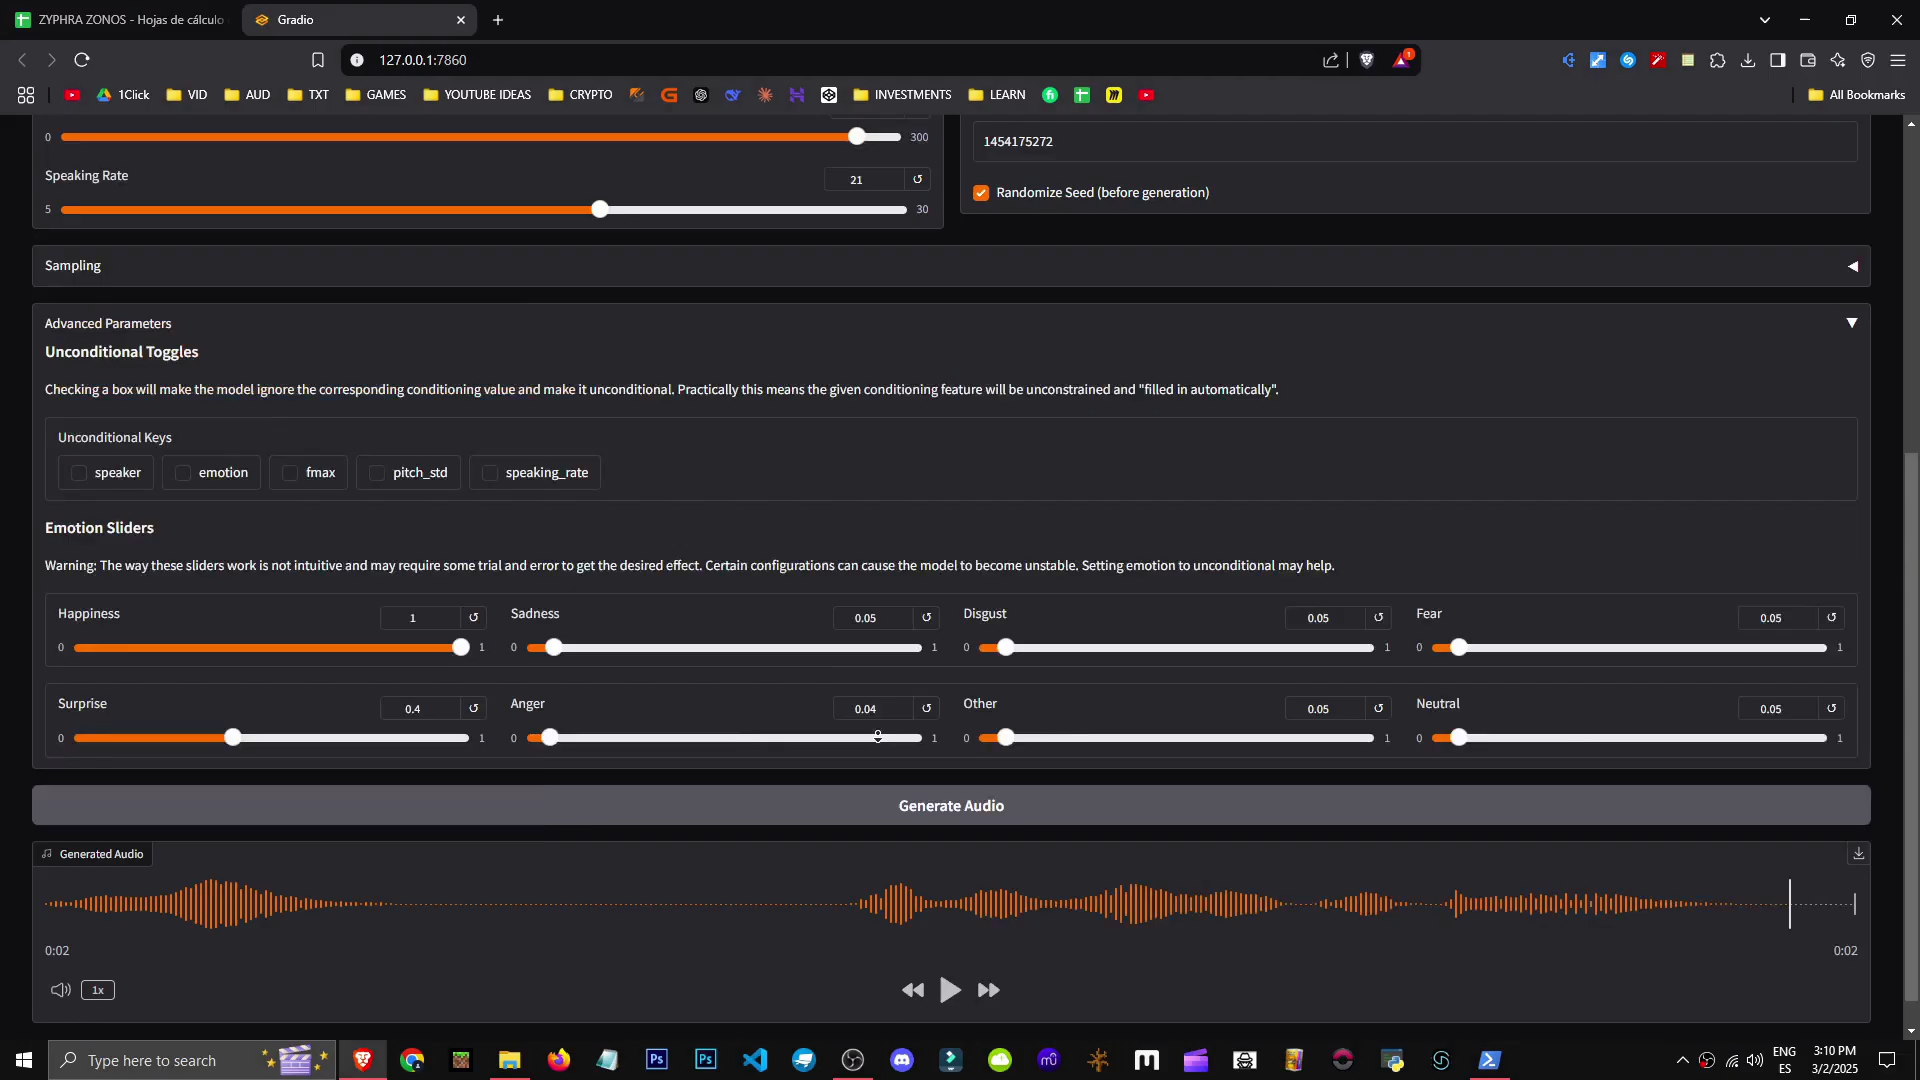 ZYPHRA ZONOS - Hojas de cálculo
Gradio
127.0.0.1:7860
1
1Click
VID
AUD
TXT
GAMES
YOUTUBE IDEAS
CRYPTO
INVESTMENTS
LEARN
All Bookmarks
0
300
1454175272
Speaking Rate
21
5
30
Randomize Seed (before generation)
Sampling
Advanced Parameters
Unconditional Toggles
Checking a box will make the model ignore the corresponding conditioning value and make it unconditional. Practically this means the given conditioning feature will be unconstrained and "filled in automatically".
Unconditional Keys
speaker
emotion
fmax
pitch_std
speaking_rate
Emotion Sliders
Warning: The way these sliders work is not intuitive and may require some trial and error to get the desired effect. Certain configurations can cause the model to become unstable. Setting emotion to unconditional may help.
Happiness
1
0
1
Sadness
0.05
0
1
Disgust
0.05
0
1
Fear
0.05
0
1
Surprise
0.4
0
1
Anger
0.04
0
1
Other
0.05
0
1
Neutral
0.05
0
1
Generate Audio
Generated Audio
0:02
0:02
1x
Type here to search
Ps
Ps
ENG
ES
3:10 PM
3/2/2025